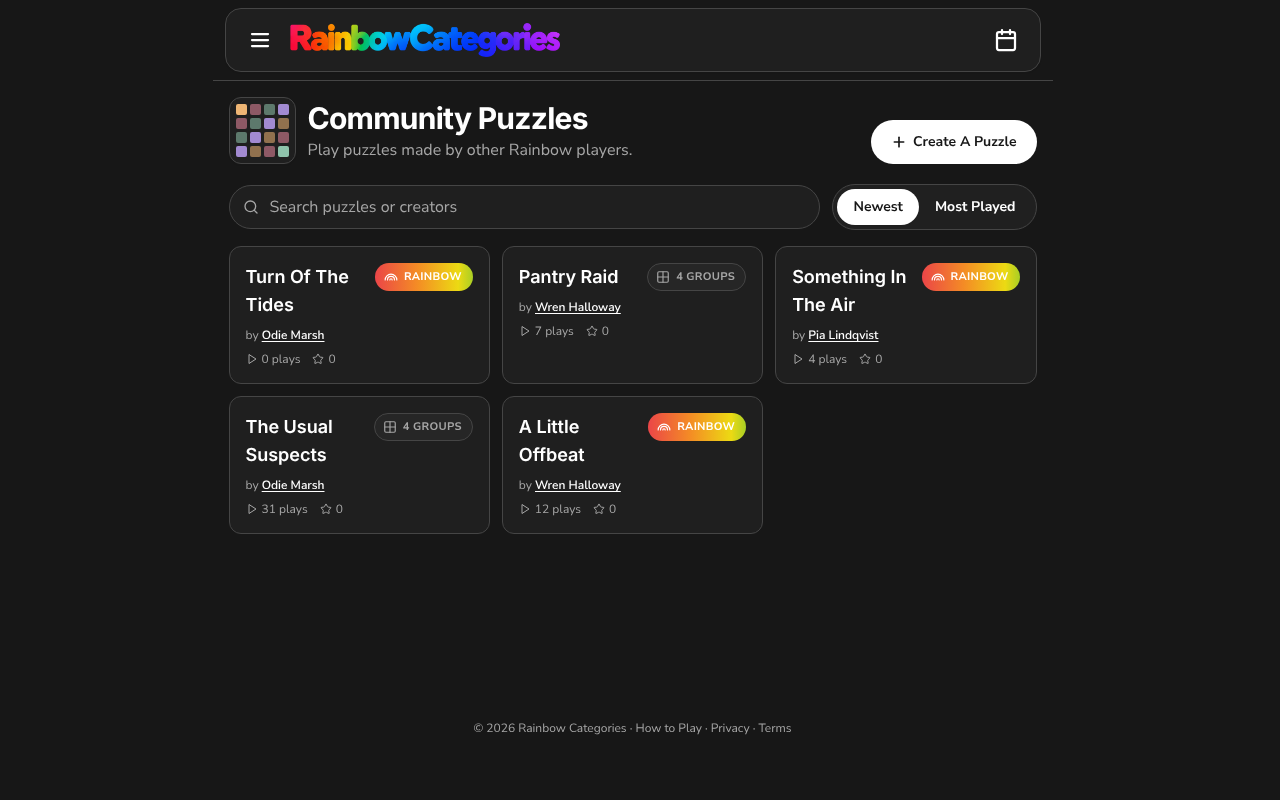 RainbowCategories
Community Puzzles
Play puzzles made by other Rainbow players.
Create A Puzzle
Search puzzles or creators
Newest
Most Played
Turn Of The
Tides
RAINBOW
by Odie Marsh
0 plays 0
Pantry Raid
4 GROUPS
by Wren Halloway
7 plays 0
Something In
The Air
RAINBOW
by Pia Lindqvist
4 plays 0
The Usual
Suspects
4 GROUPS
by Odie Marsh
31 plays 0
A Little
Offbeat
RAINBOW
by Wren Halloway
12 plays 0
© 2026 Rainbow Categories · How to Play · Privacy · Terms